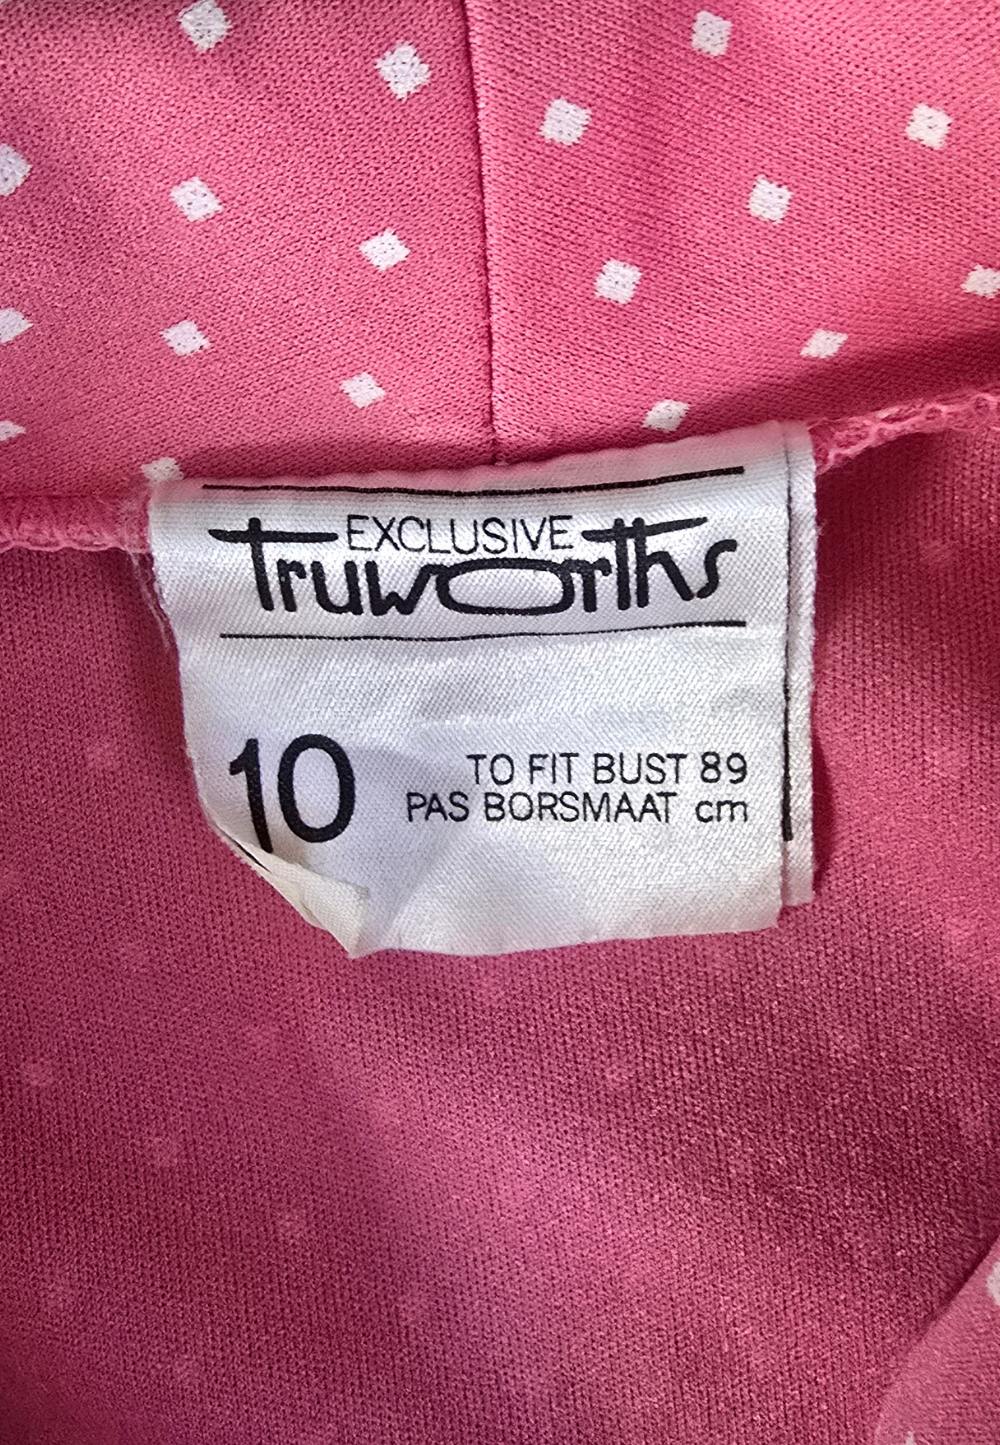 EXCLUSIVE
Truworths
10
TO FIT BUST 89
PAS BORSMAAT cm